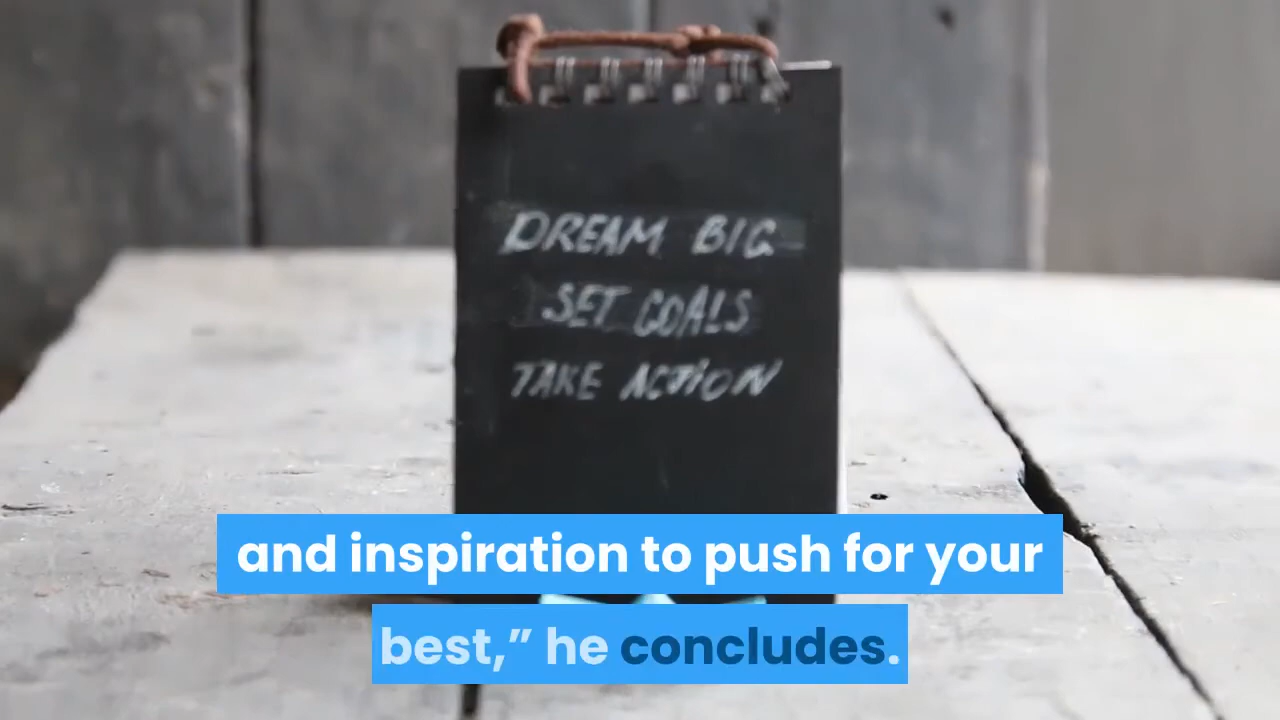 DREAM BIG
SET GOALS
TAKE ACTION
and inspiration to push for your
best,” he concludes.